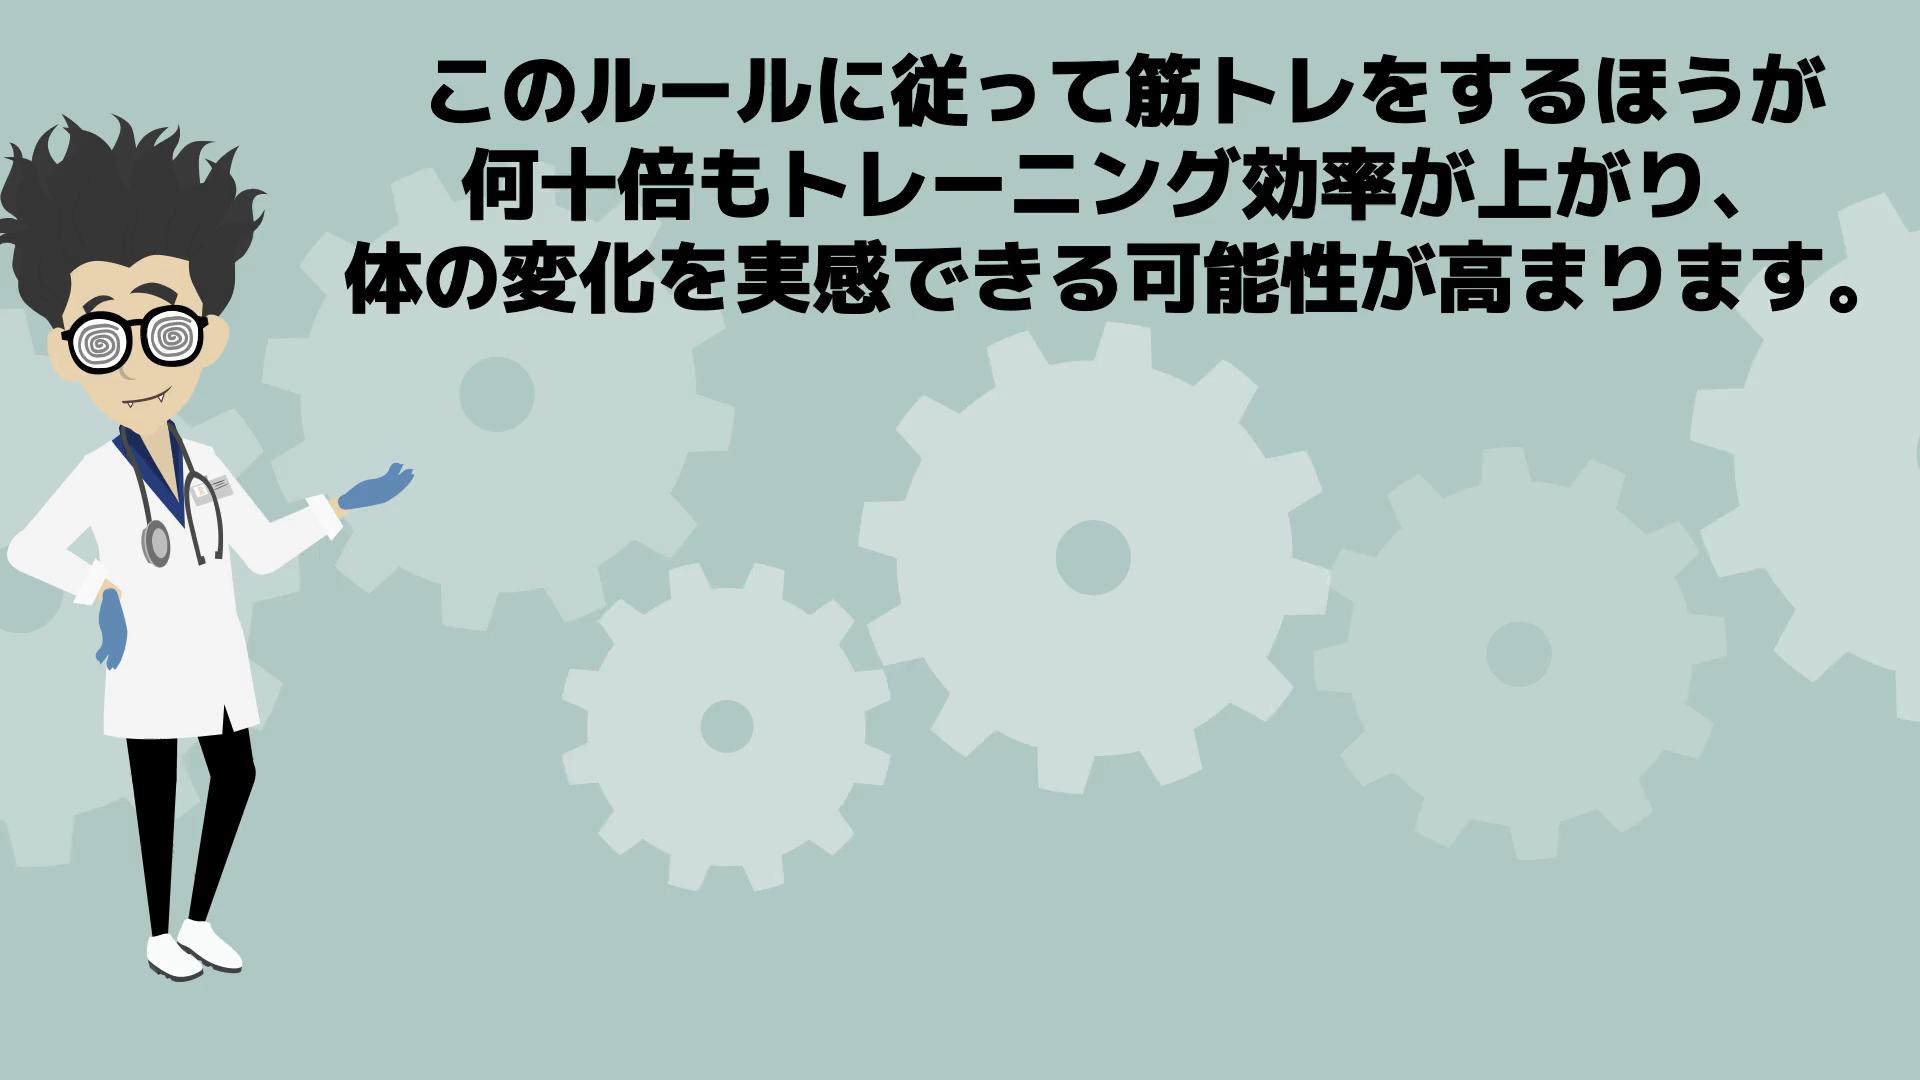 このルールに従って筋トレをするほうが
何十倍もトレーニング効率が上がり、
体の変化を実感できる可能性が高まります。